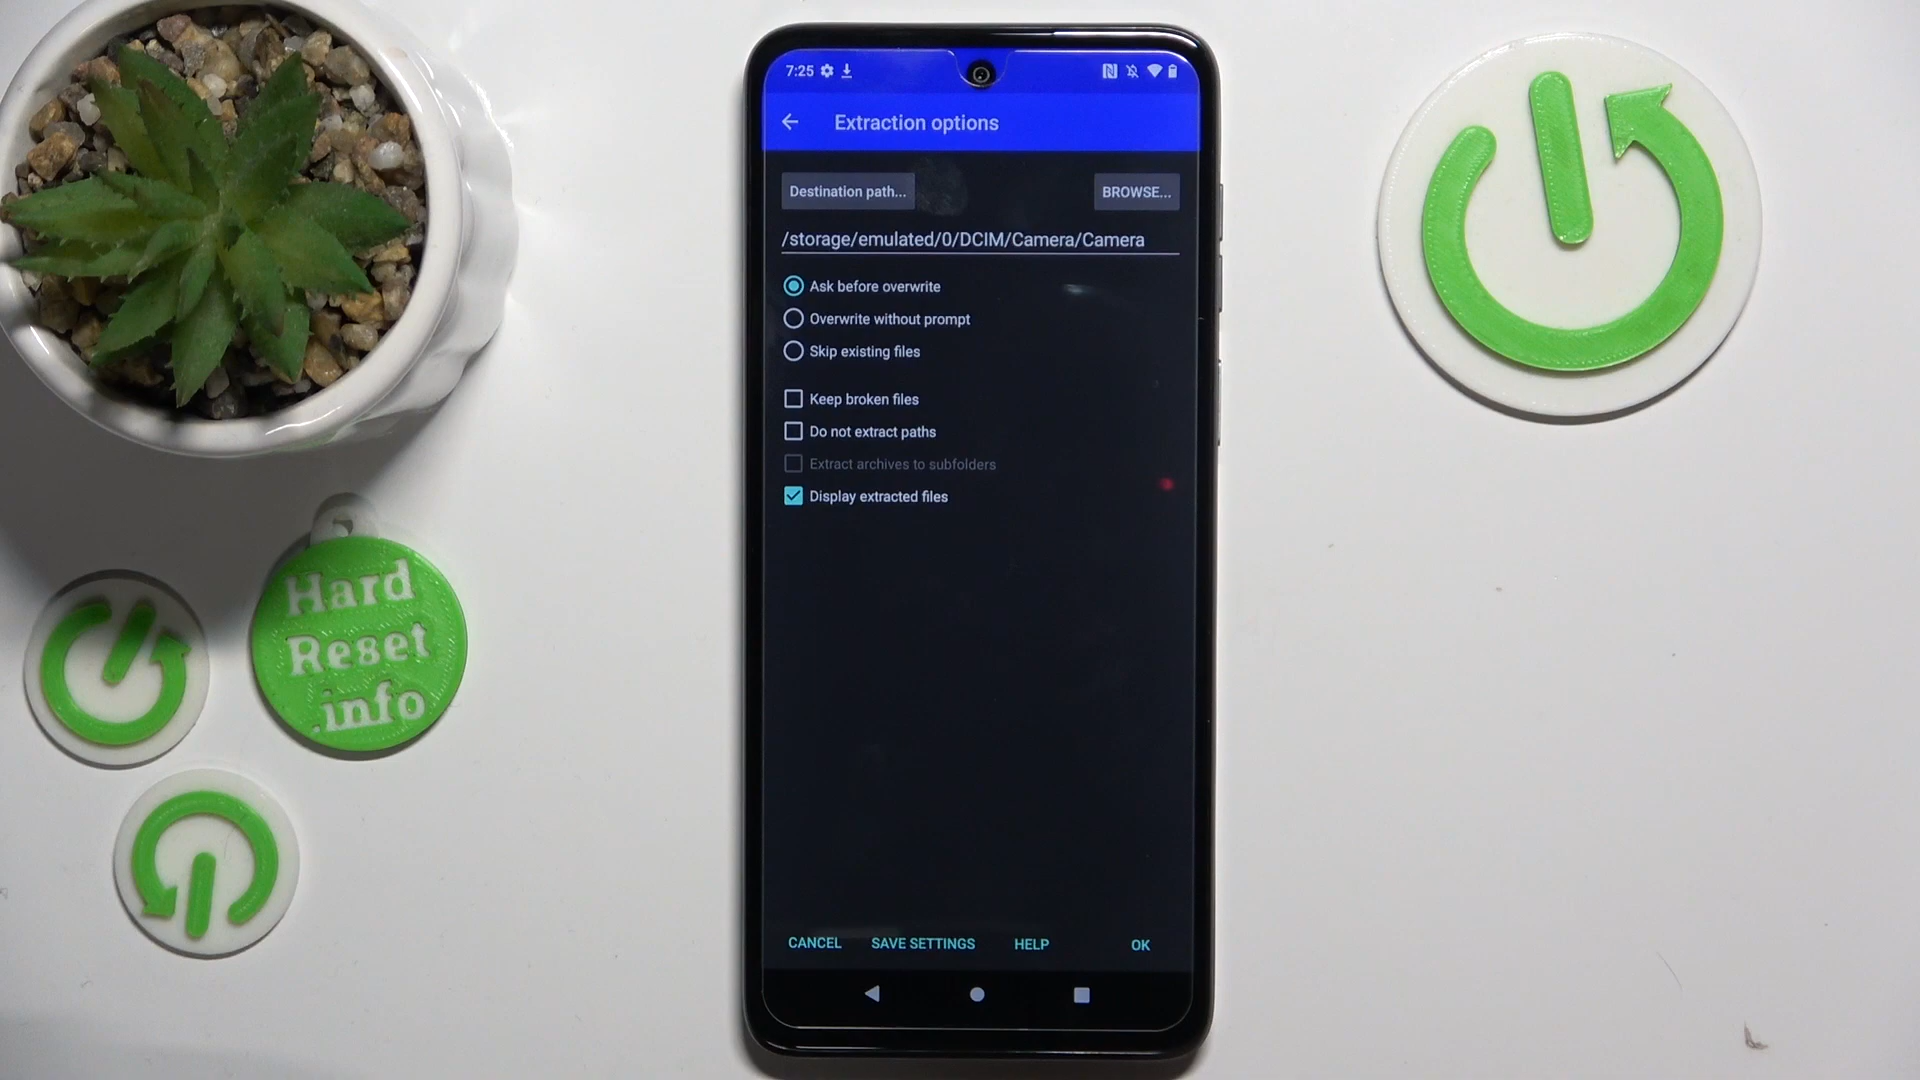 7:25
Extraction options
Destination path...
BROWSE...
/storage/emulated/0/DCIM/Camera/Camera
Ask before overwrite
Overwrite without prompt
Skip existing files
Keep broken files
Do not extract paths
Extract archives to subfolders
Display extracted files
CANCEL
SAVE SETTINGS
HELP
OK
Hard
Reset
.info